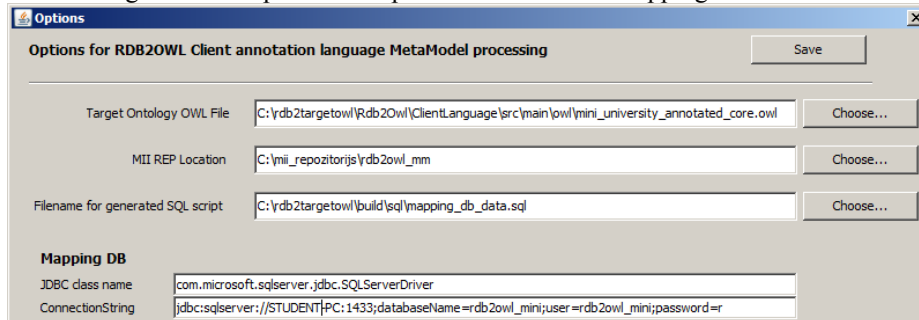 Options
Options for RDB2OWL Client annotation language MetaModel processing Save
Target Ontology OWL File C:\rdb2targetowl\Rdb2Owl\ClientLanguage\src\main\owl\mini_university_annotated_core.owl Choose...
MII REP Location C:\mii_repozitorijs\rdb2owl_mm Choose...
Filename for generated SQL script C:\rdb2targetowl\build\sql\mapping_db_data.sql Choose...
Mapping DB
JDBC class name com.microsoft.sqlserver.jdbc.SQLServerDriver
ConnectionString jdbc:sqlserver://STUDENT-PC:1433;databaseName=rdb2owl_mini;user=rdb2owl_mini;password=r